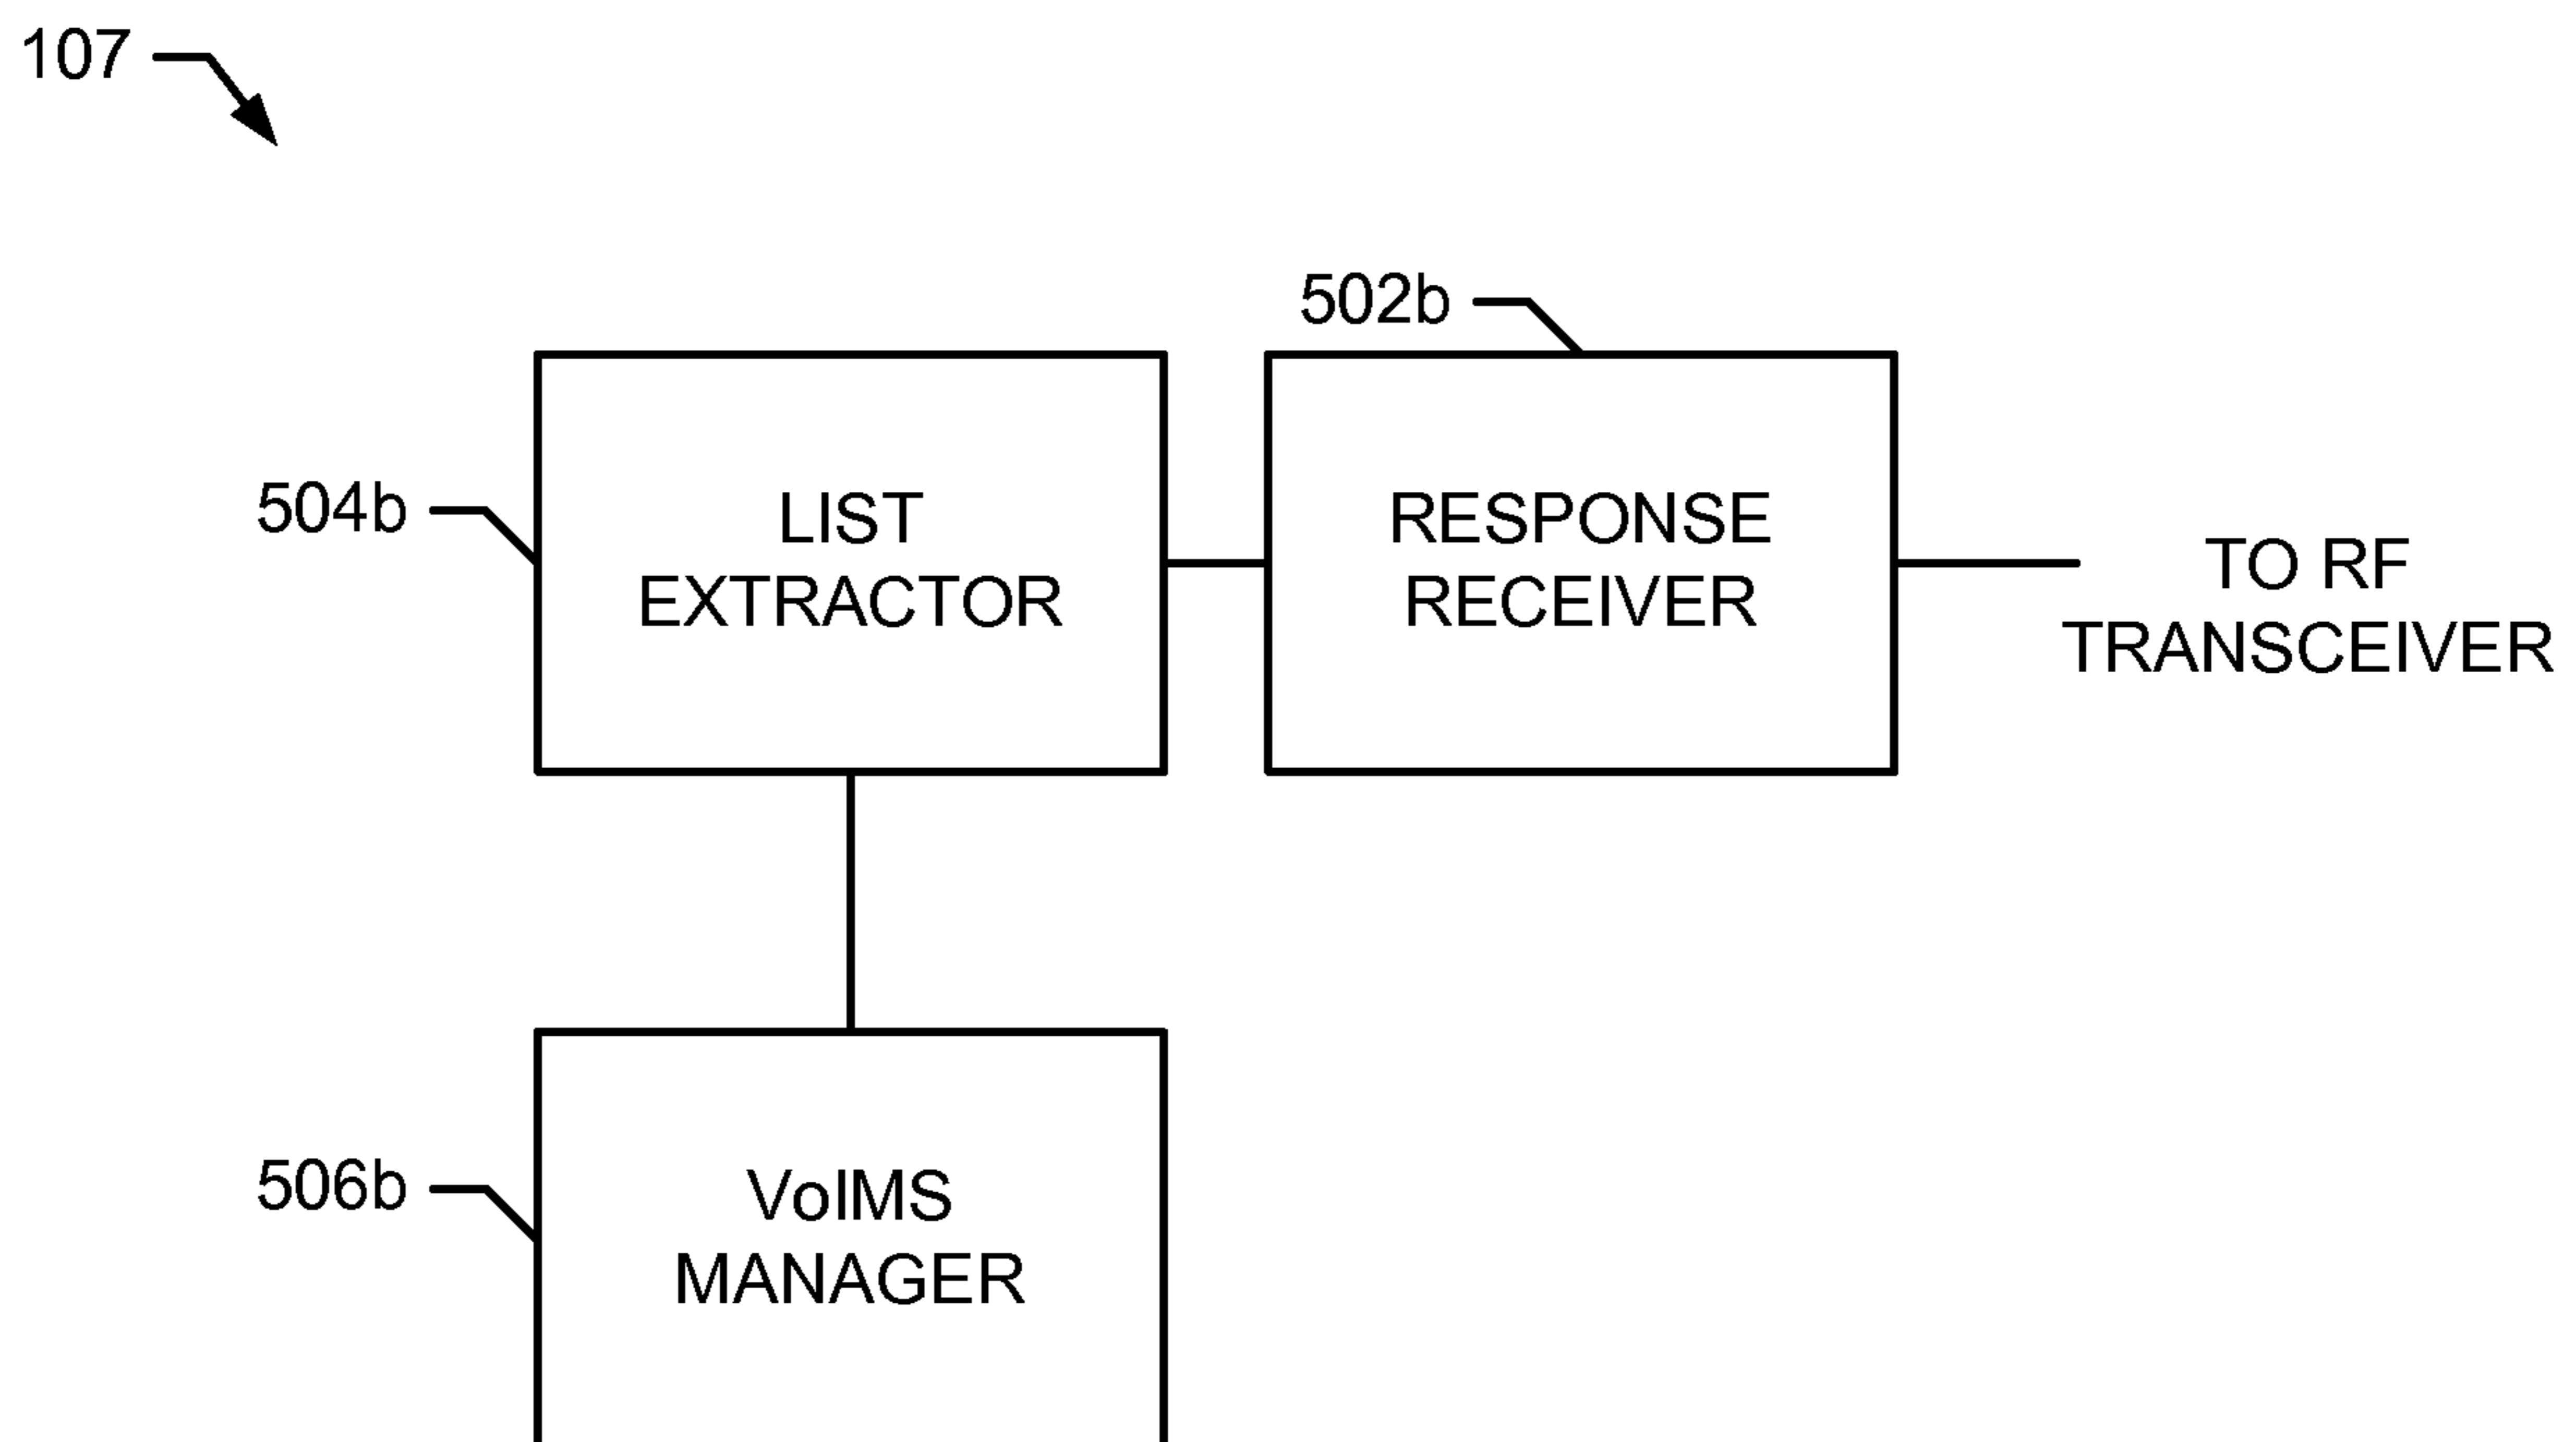 107
502b
504b
LIST
EXTRACTOR
RESPONSE
RECEIVER
TO RF
TRANSCEIVER
506b
VoIMS
MANAGER